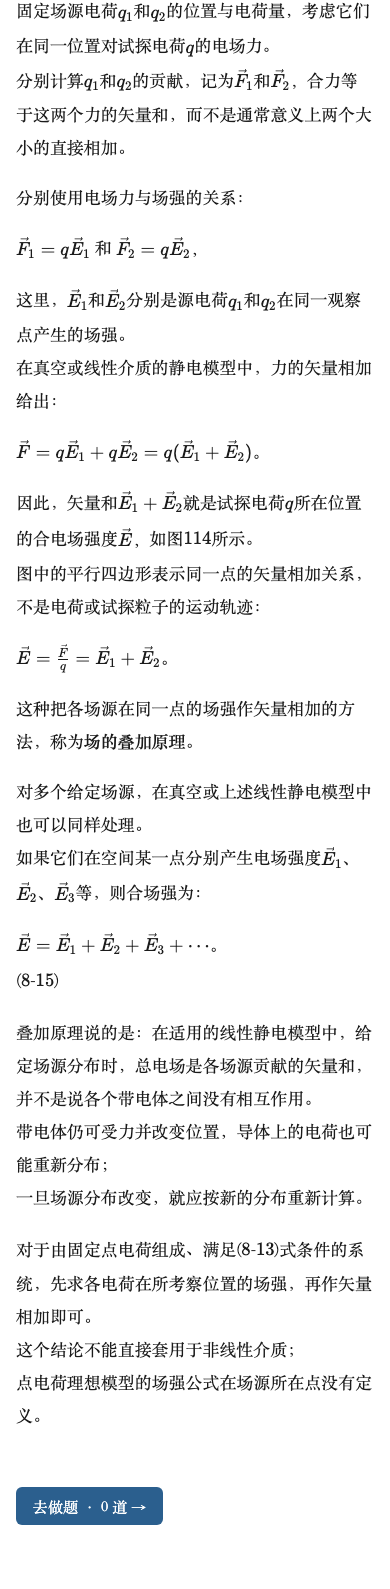 固定场源电荷q₁和q₂的位置与电荷量，考虑它们
在同一位置对试探电荷q的电场力。
分别计算q₁和q₂的贡献，记为F⃗₁和F⃗₂，合力等
于这两个力的矢量和，而不是通常意义上两个大
小的直接相加。
分别使用电场力与场强的关系：
F⃗₁ = qE⃗₁ 和 F⃗₂ = qE⃗₂，
这里，E⃗₁和E⃗₂分别是源电荷q₁和q₂在同一观察
点产生的场强。
在真空或线性介质的静电模型中，力的矢量相加
给出：
F⃗ = qE⃗₁ + qE⃗₂ = q(E⃗₁ + E⃗₂)。
因此，矢量和E⃗₁ + E⃗₂就是试探电荷q所在位置
的合电场强度E⃗，如图114所示。
图中的平行四边形表示同一点的矢量相加关系，
不是电荷或试探粒子的运动轨迹：
E⃗ = F⃗/q = E⃗₁ + E⃗₂。
这种把各场源在同一点的场强作矢量相加的方
法，称为场的叠加原理。
对多个给定场源，在真空或上述线性静电模型中
也可以同样处理。
如果它们在空间某一点分别产生电场强度E⃗₁、
E⃗₂、E⃗₃等，则合场强为：
E⃗ = E⃗₁ + E⃗₂ + E⃗₃ + ⋯。
(8-15)
叠加原理说的是：在适用的线性静电模型中，给
定场源分布时，总电场是各场源贡献的矢量和，
并不是说各个带电体之间没有相互作用。
带电体仍可受力并改变位置，导体上的电荷也可
能重新分布；
一旦场源分布改变，就应按新的分布重新计算。
对于由固定点电荷组成、满足(8-13)式条件的系
统，先求各电荷在所考察位置的场强，再作矢量
相加即可。
这个结论不能直接套用于非线性介质；
点电荷理想模型的场强公式在场源所在点没有定
义。
去做题 · 0 道 →